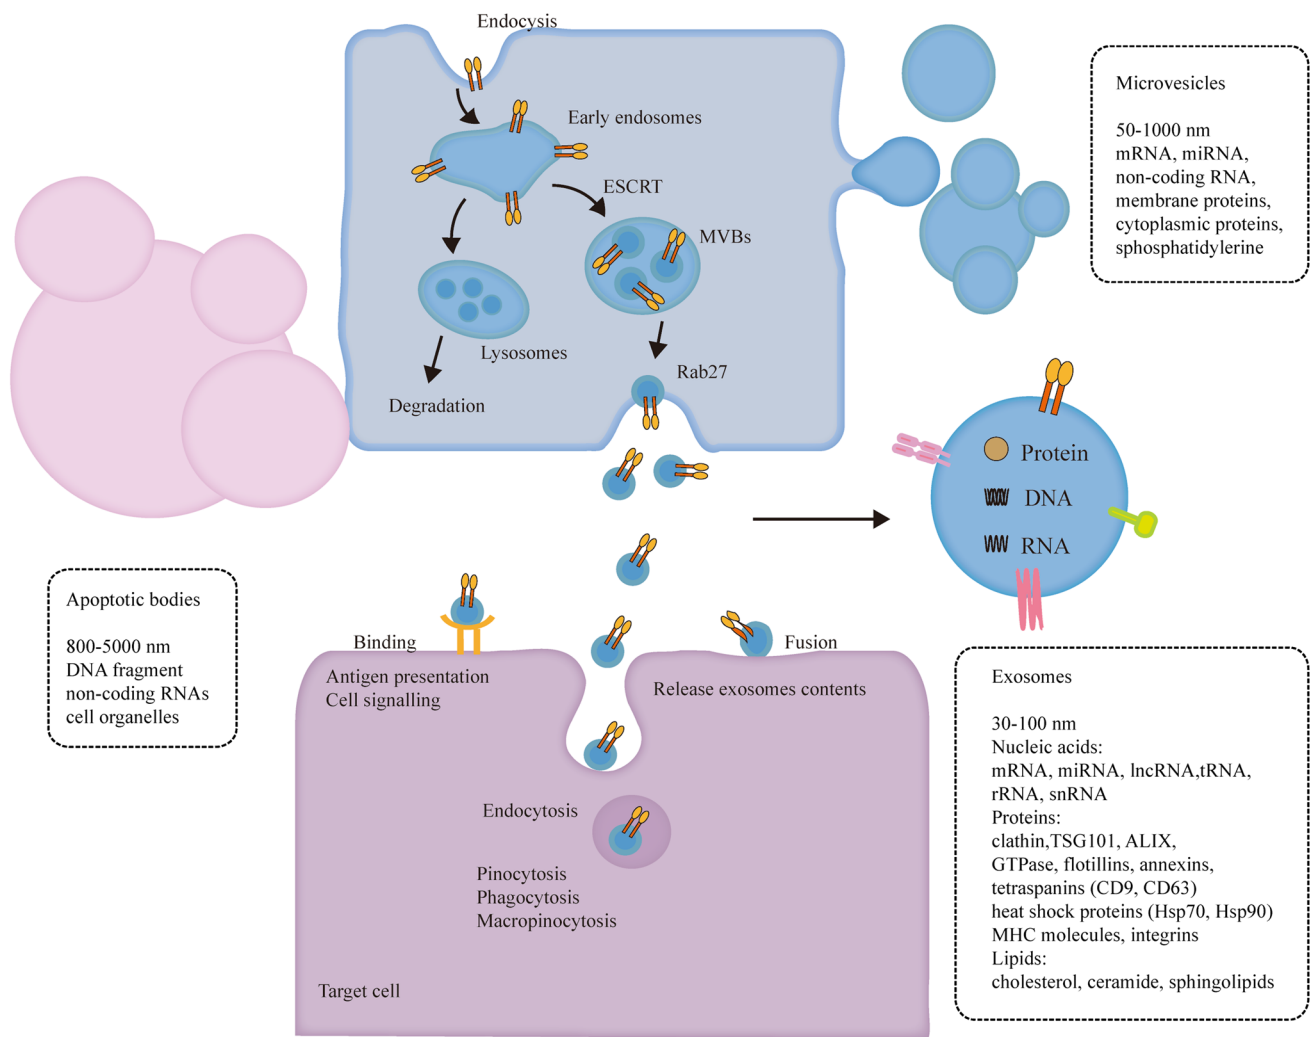 Endocysis
Early endosomes
ESCRT
MVBs
Lysosomes
Rab27
Degradation
Microvesicles
50-1000 nm
mRNA, miRNA,
non-coding RNA,
membrane proteins,
cytoplasmic proteins,
sphosphatidylerine
Protein
DNA
RNA
Apoptotic bodies
800-5000 nm
DNA fragment
non-coding RNAs
cell organelles
Binding
Antigen presentation
Cell signalling
Fusion
Release exosomes contents
Endocytosis
Pinocytosis
Phagocytosis
Macropinocytosis
Target cell
Exosomes
30-100 nm
Nucleic acids:
mRNA, miRNA, lncRNA,tRNA,
rRNA, snRNA
Proteins:
clathin,TSG101, ALIX,
GTPase, flotillins, annexins,
tetraspanins (CD9, CD63)
heat shock proteins (Hsp70, Hsp90)
MHC molecules, integrins
Lipids:
cholesterol, ceramide, sphingolipids